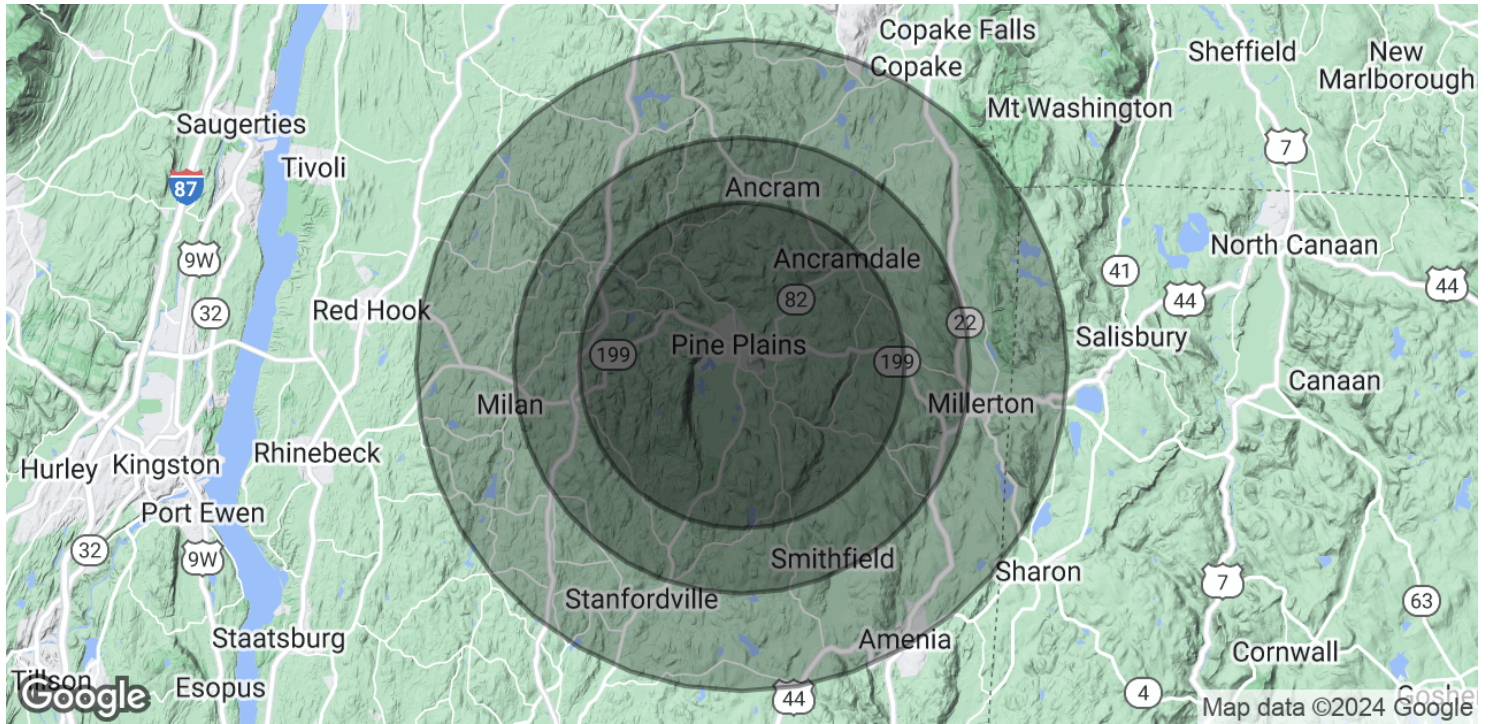 Copake Falls
Copake
Sheffield
New
Marlborough
Mt Washington
Saugerties
7
Tivoli
87
Ancram
9W
North Canaan
Ancramdale
41
44
44
82
32
Red Hook
22
Pine Plains
Salisbury
199
199
Canaan
Milan
Millerton
Rhinebeck
Hurley
Kingston
Port Ewen
32
9W
Smithfield
Sharon
7
Stanfordville
63
Staatsburg
Amenia
Cornwall
Tillson
Esopus
Google
44
4
Goshen
Map data ©2024 Google